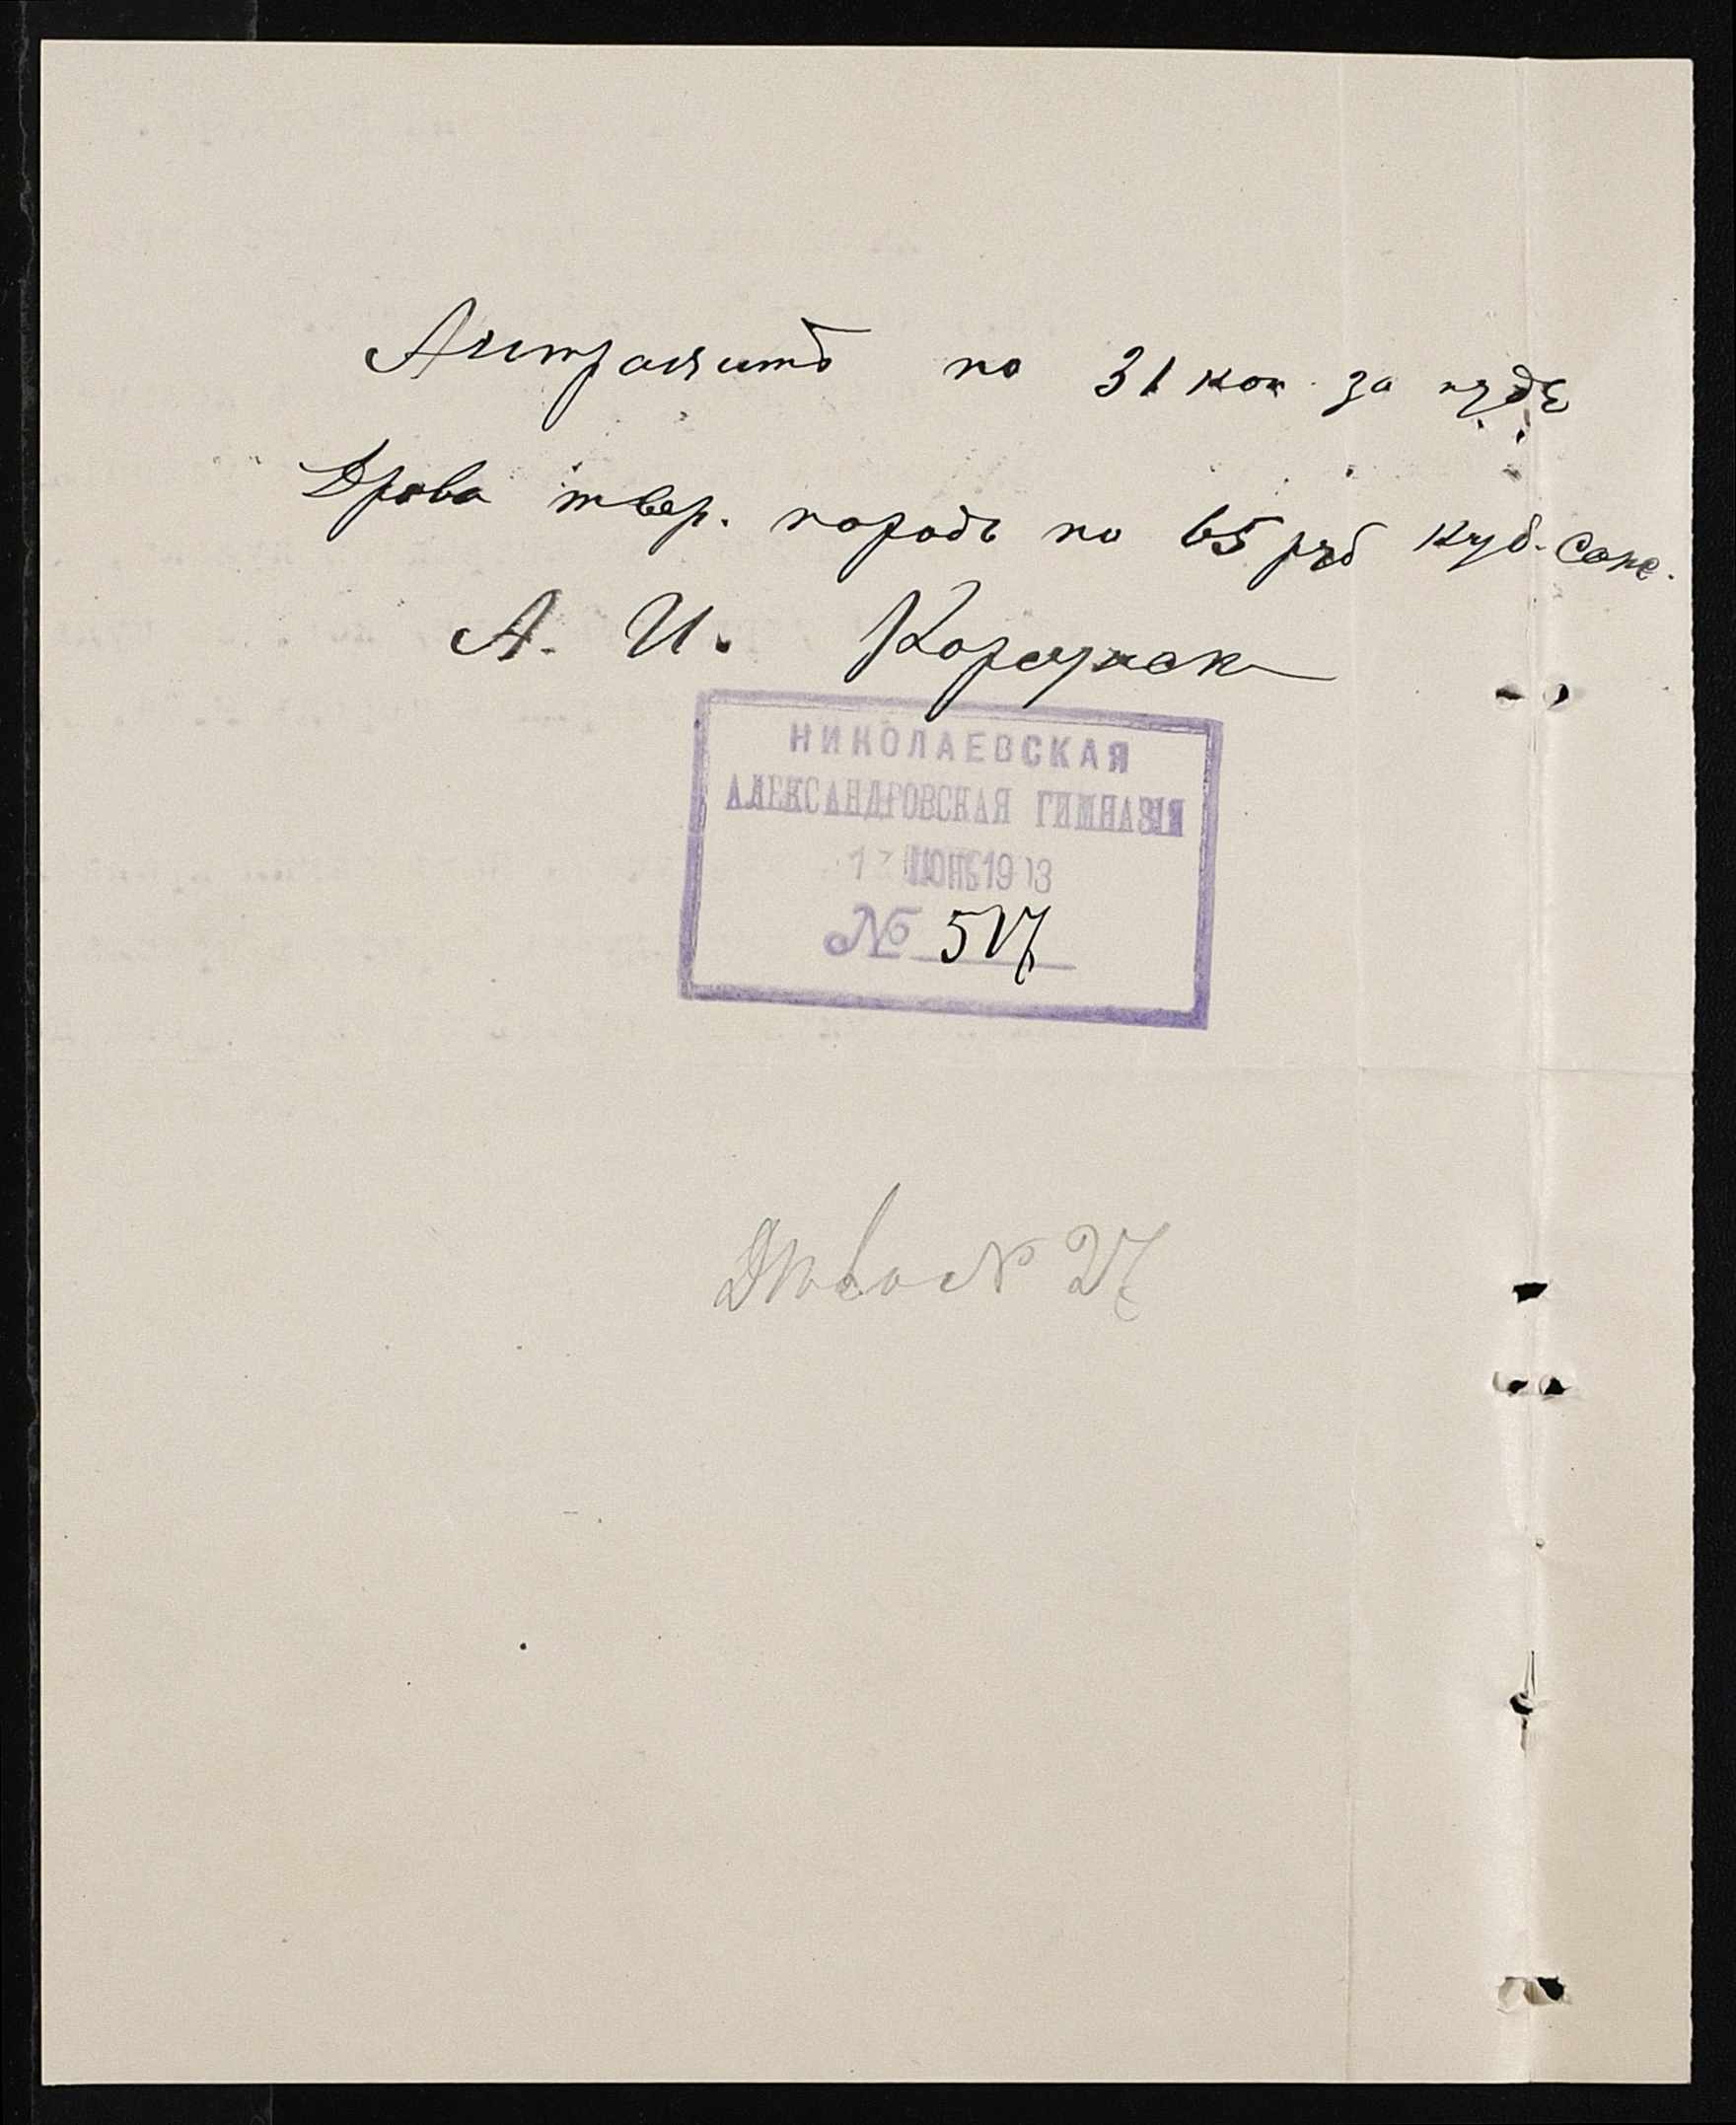 Антрацитъ по 31 коп. за пудъ
Дрова твер. породъ по 65 руб куб. саж.
А. И.
НИКОЛАЕВСКАЯ
АЛЕКСАНДРОВСКАЯ ГИМНАЗІЯ
ІЮНЬ 1913
№ 517
Дѣло № 27